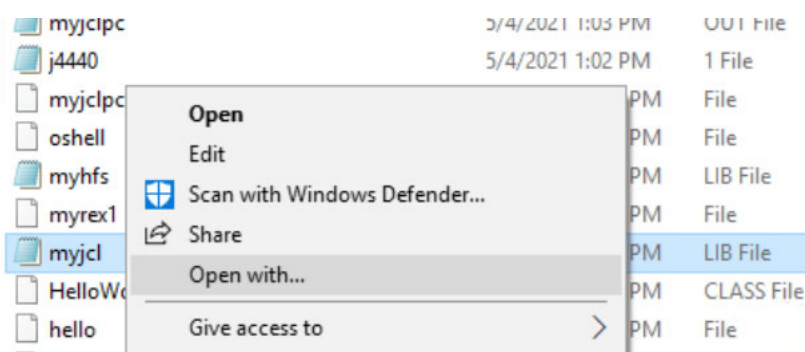 myjclpc 5/4/2021 1:03 PM OUT File
j4440 5/4/2021 1:02 PM 1 File
myjclpc PM File
Open
oshell PM File
Edit
myhfs PM LIB File
Scan with Windows Defender...
myrex1 PM File
Share
myjcl PM LIB File
Open with...
HelloWo PM CLASS File
hello PM File
Give access to